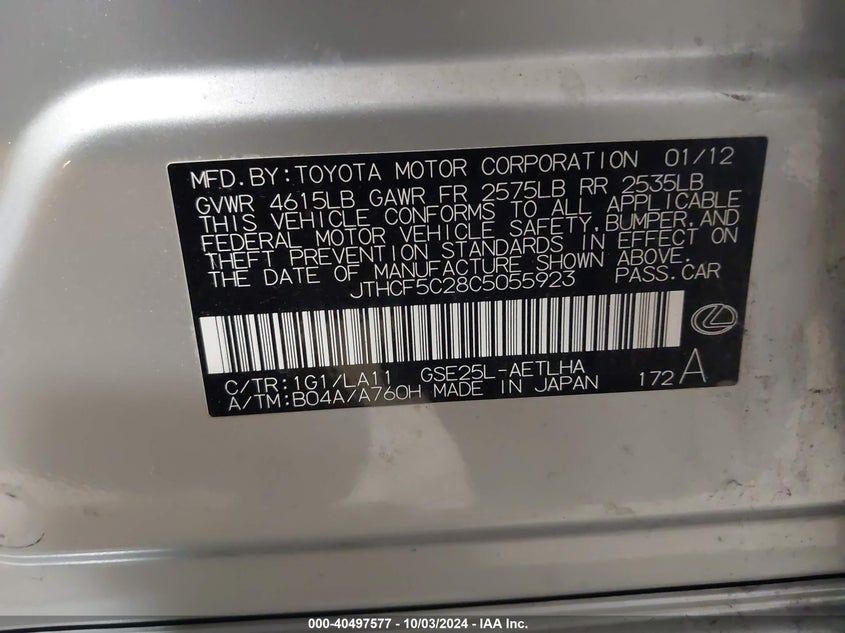 MFD.BY:TOYOTA MOTOR CORPORATION 01/12
GVWR 4615LB GAWR FR 2575LB RR 2535LB
THIS VEHICLE CONFORMS TO ALL APPLICABLE
FEDERAL MOTOR VEHICLE SAFETY,BUMPER,AND
THEFT PREVENTION STANDARDS IN EFFECT ON
THE DATE OF MANUFACTURE SHOWN ABOVE.
JTHCF5C28C5055923 PASS.CAR
C/TR:1G1/LA11 GSE25L-AETLHA
A/TM:B04A/A760H MADE IN JAPAN 172A
000-40497577 - 10/03/2024 - IAA Inc.